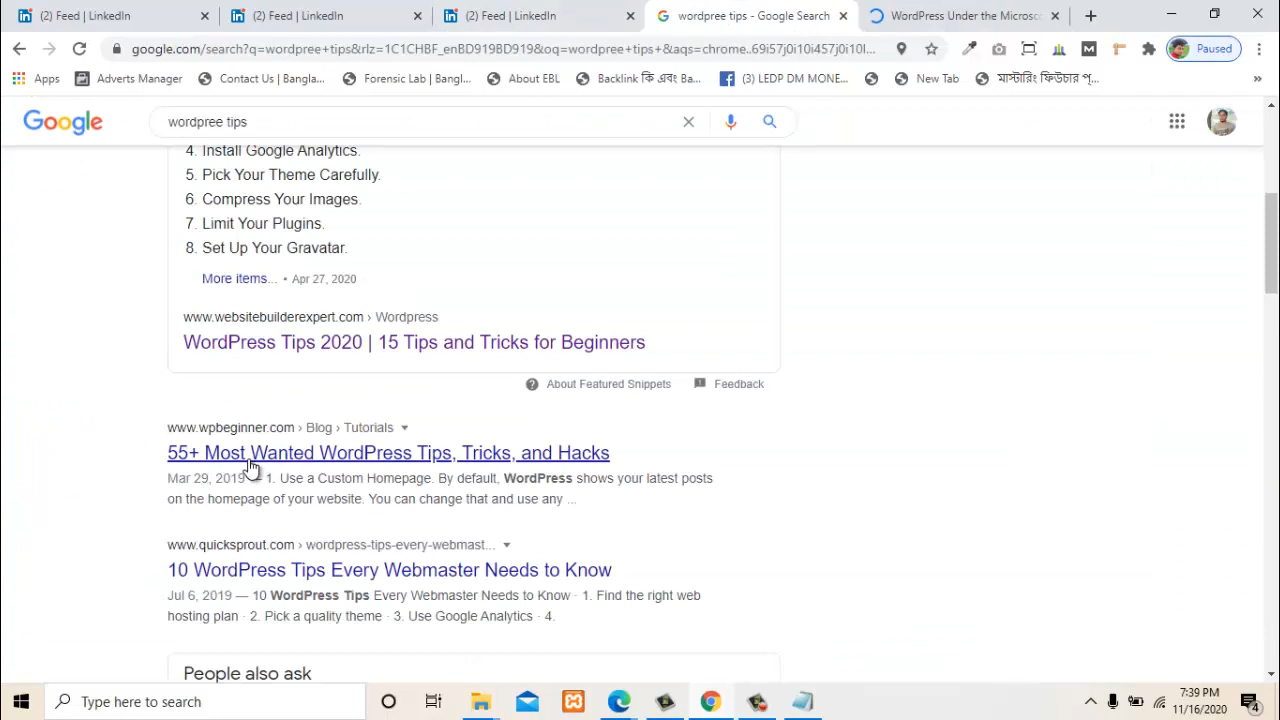 (2) Feed | LinkedIn
(2) Feed | LinkedIn
(2) Feed | LinkedIn
wordpree tips - Google Search
WordPress Under the Microsc
google.com/search?q=wordpree+tips&rlz=1C1CHBF_enBD919BD919&oq=wordpree+tips+&aqs=chrome..69i57j0i10i457j0i10l...
Paused
Apps
Adverts Manager
Contact Us | Bangla...
Forensic Lab | Bangl...
About EBL
Backlink কি এবং Ba...
(3) LEDP DM MONE...
New Tab
মাস্টারিং ফিউচার প্...
»
Google
wordpree tips
4. Install Google Analytics.
5. Pick Your Theme Carefully.
6. Compress Your Images.
7. Limit Your Plugins.
8. Set Up Your Gravatar.
More items... • Apr 27, 2020
www.websitebuilderexpert.com › Wordpress
WordPress Tips 2020 | 15 Tips and Tricks for Beginners
About Featured Snippets
Feedback
www.wpbeginner.com › Blog › Tutorials
55+ Most Wanted WordPress Tips, Tricks, and Hacks
Mar 29, 2019 — 1. Use a Custom Homepage. By default, WordPress shows your latest posts
on the homepage of your website. You can change that and use any ...
www.quicksprout.com › wordpress-tips-every-webmast...
10 WordPress Tips Every Webmaster Needs to Know
Jul 6, 2019 — 10 WordPress Tips Every Webmaster Needs to Know · 1. Find the right web
hosting plan · 2. Pick a quality theme · 3. Use Google Analytics · 4.
People also ask
Type here to search
7:39 PM
11/16/2020
4